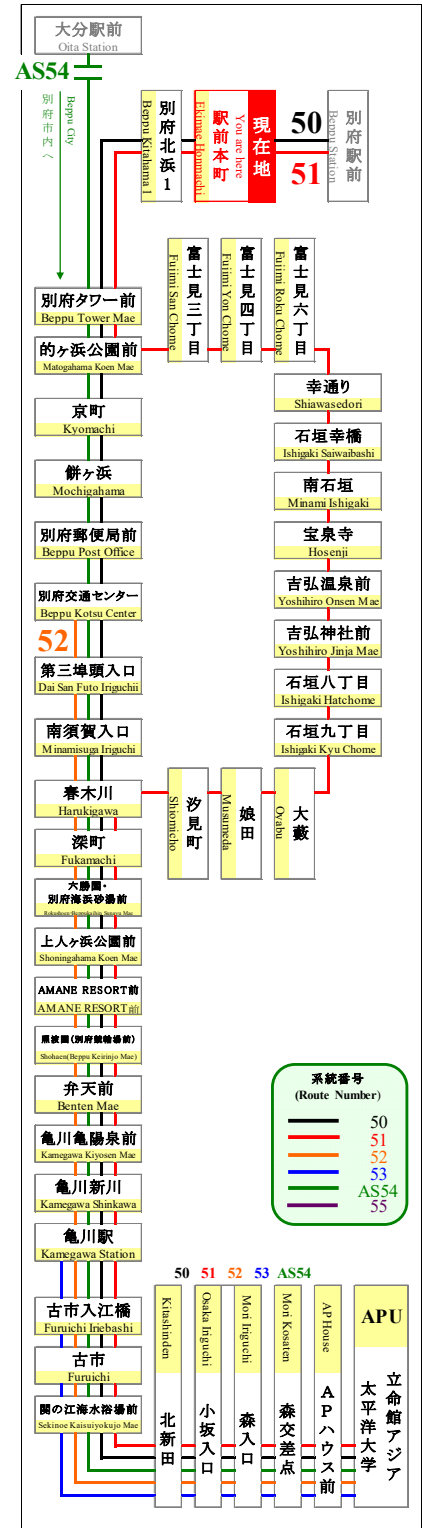 大分駅前
Oita Station
AS54
別府市内へ
Beppu City
別府北浜1
Beppu Kitahama 1
現在地
You are here
駅前本町
Ekimae Honmachi
50
51
別府駅前
Beppu Station
別府タワー前
Beppu Tower Mae
的ヶ浜公園前
Matogahama Koen Mae
富士見三丁目
Fujimi San Chome
富士見四丁目
Fujimi Yon Chome
富士見六丁目
Fujimi Roku Chome
幸通り
Shiawasedori
石垣幸橋
Ishigaki Saiwaibashi
南石垣
Minami Ishigaki
宝泉寺
Hosenji
吉弘温泉前
Yoshihiro Onsen Mae
吉弘神社前
Yoshihiro Jinja Mae
石垣八丁目
Ishigaki Hatchome
石垣九丁目
Ishigaki Kyu Chome
大藪
Oyabu
娘田
Musumeda
汐見町
Shiomicho
京町
Kyomachi
餅ヶ浜
Mochigahama
別府郵便局前
Beppu Post Office
別府交通センター
Beppu Kotsu Center
52
第三埠頭入口
Dai San Futo Iriguchii
南須賀入口
Minamisuga Iriguchi
春木川
Harukigawa
深町
Fukamachi
六勝園・
別府海浜砂湯前
上人ヶ浜公園前
Shoningahama Koen Mae
AMANE RESORT前
AMANE RESORT前
照波園(別府競輪場前)
Shohaen(Beppu Keirinjo Mae)
弁天前
Benten Mae
亀川亀陽泉前
Kamegawa Kiyosen Mae
亀川新川
Kamegawa Shinkawa
亀川駅
Kamegawa Station
古市入江橋
Furuichi Iriebashi
古市
Furuichi
関の江海水浴場前
Sekinoe Kaisuiyokujo Mae
系統番号
(Route Number)
50
51
52
53
AS54
55
50 51 52 53 AS54
Kitashinden
北新田
Osaka Iriguchi
小坂入口
Mori Iriguchi
森入口
Mori Kosaten
森交差点
AP House
APハウス前
APU
立命館アジア
太平洋大学